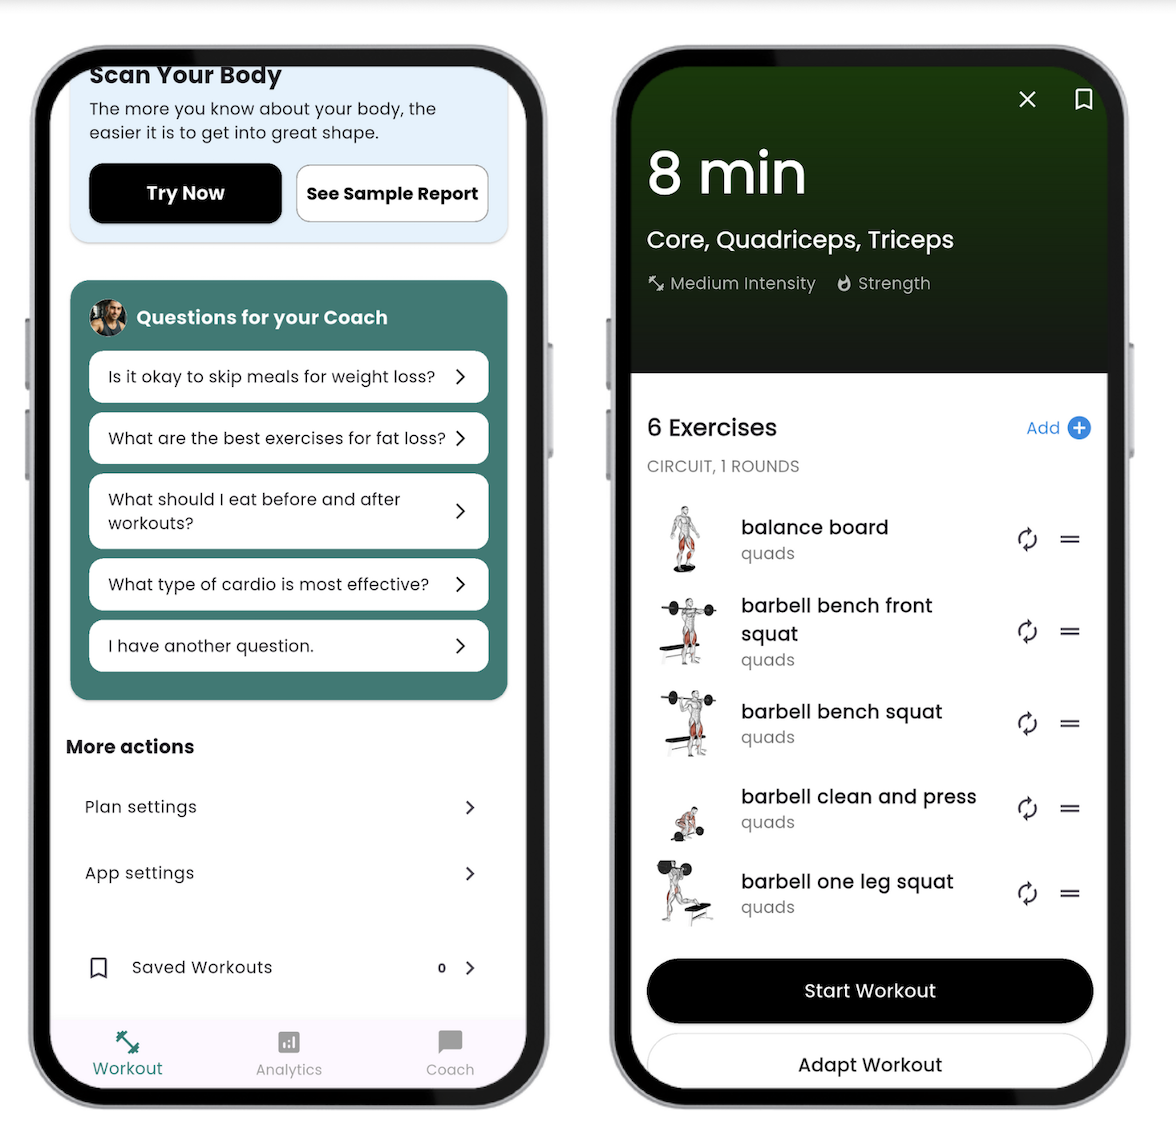 Scan Your Body
The more you know about your body, the
easier it is to get into great shape.
Try Now
See Sample Report
Questions for your Coach
Is it okay to skip meals for weight loss?
What are the best exercises for fat loss?
What should I eat before and after
workouts?
What type of cardio is most effective?
I have another question.
More actions
Plan settings
App settings
Saved Workouts 0
Workout
Analytics
Coach
8 min
Core, Quadriceps, Triceps
Medium Intensity
Strength
6 Exercises
Add
CIRCUIT, 1 ROUNDS
balance board
quads
barbell bench front
squat
quads
barbell bench squat
quads
barbell clean and press
quads
barbell one leg squat
quads
Start Workout
Adapt Workout